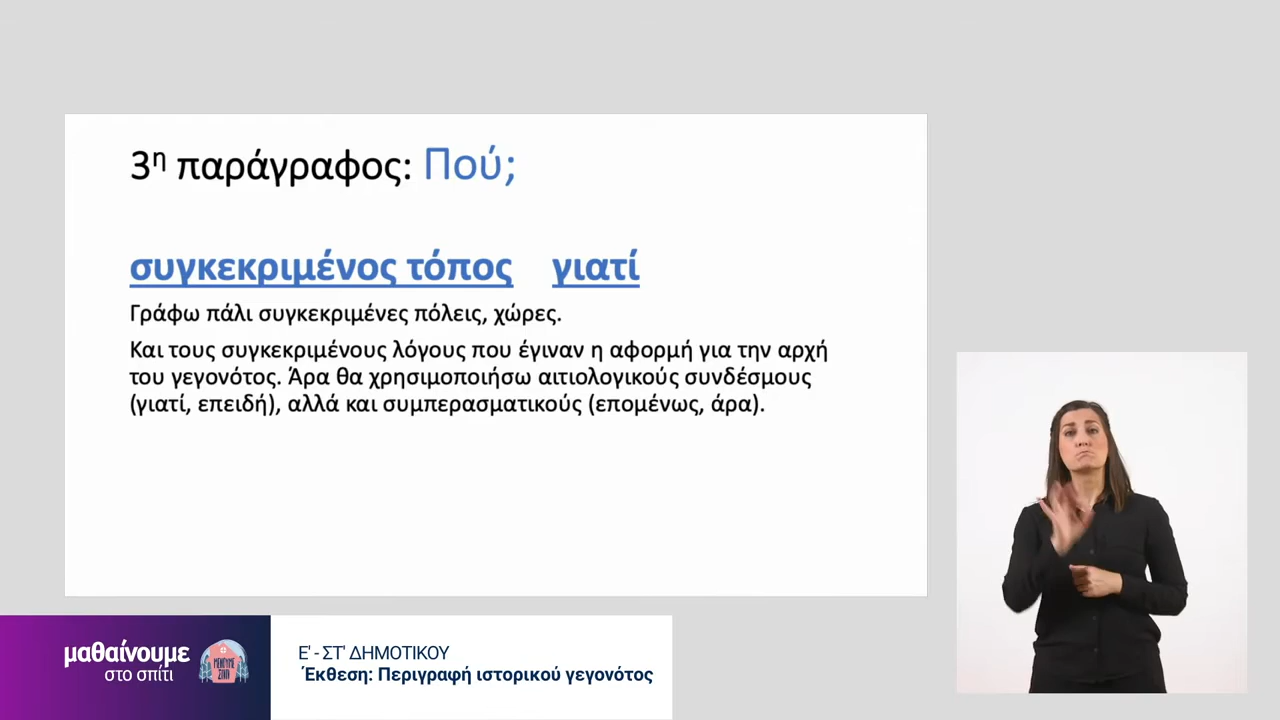 3η παράγραφος: Πού;
συγκεκριμένος τόπος γιατί
Γράφω πάλι συγκεκριμένες πόλεις, χώρες.
Και τους συγκεκριμένους λόγους που έγιναν η αφορμή για την αρχή
του γεγονότος. Άρα θα χρησιμοποιήσω αιτιολογικούς συνδέσμους
(γιατί, επειδή), αλλά και συμπερασματικούς (επομένως, άρα).
μαθαίνουμε
στο σπίτι
ΜΕΝΟΥΜΕ
ΣΠΙΤΙ
Ε' - ΣΤ' ΔΗΜΟΤΙΚΟΥ
Έκθεση: Περιγραφή ιστορικού γεγονότος